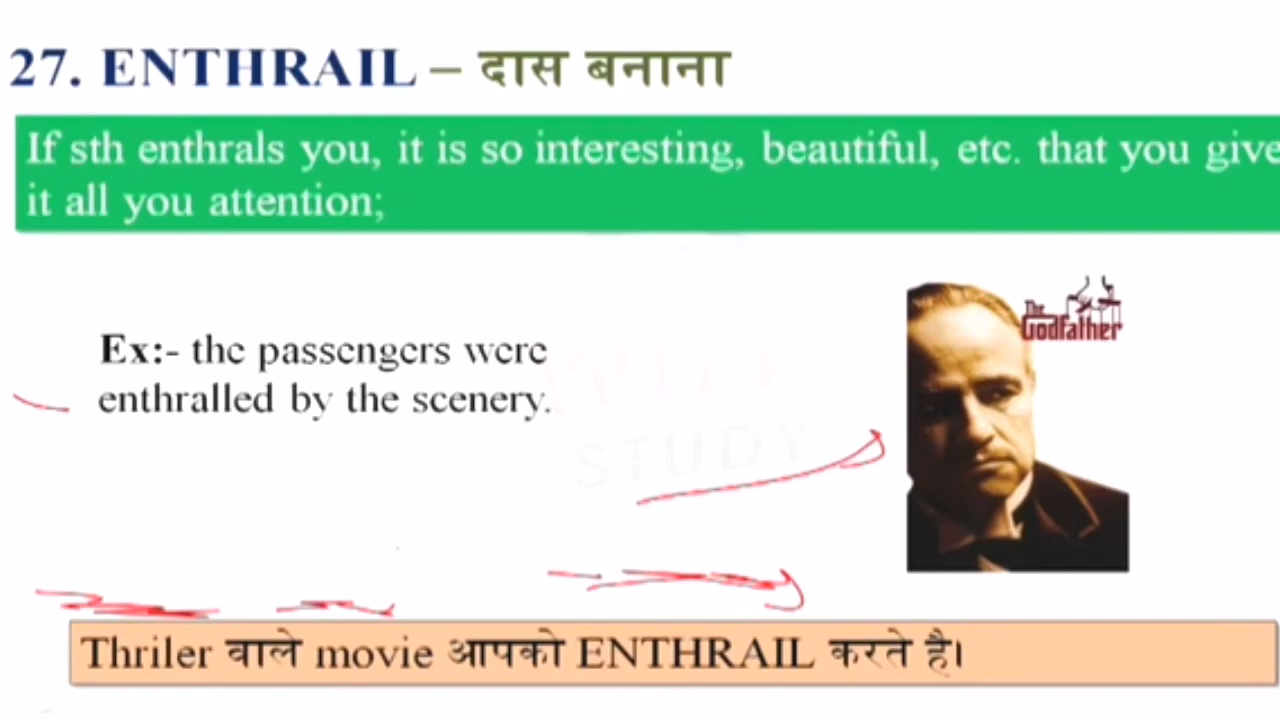 27. ENTHRAIL – दास बनाना
If sth enthrals you, it is so interesting, beautiful, etc. that you give
it all you attention;
The
Godfather
Ex:- the passengers were
enthralled by the scenery.
STUDY
Thriler वाले movie आपको ENTHRAIL करते है।